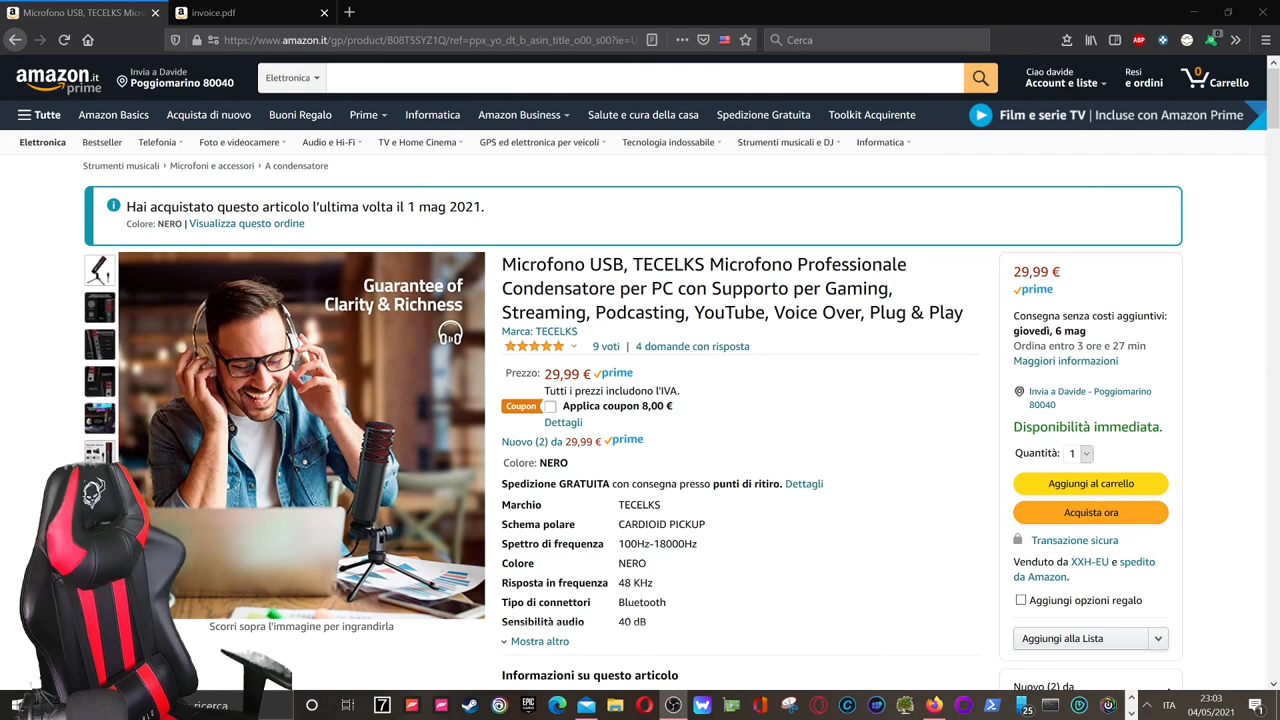 Microfono USB, TECELKS Micro
invoice.pdf
https://www.amazon.it/gp/product/B08T5SYZ1Q/ref=ppx_yo_dt_b_asin_title_o00_s00?ie=U
Cerca
amazon.it
prime
Invia a Davide
Poggiomarino 80040
Elettronica
Ciao davide
Account e liste
Resi
e ordini
0
Carrello
Tutte
Amazon Basics
Acquista di nuovo
Buoni Regalo
Prime
Informatica
Amazon Business
Salute e cura della casa
Spedizione Gratuita
Toolkit Acquirente
Film e serie TV | Incluse con Amazon Prime
Elettronica
Bestseller
Telefonia
Foto e videocamere
Audio e Hi-Fi
TV e Home Cinema
GPS ed elettronica per veicoli
Tecnologia indossabile
Strumenti musicali e DJ
Informatica
Strumenti musicali › Microfoni e accessori › A condensatore
Hai acquistato questo articolo l'ultima volta il 1 mag 2021.
Colore: NERO | Visualizza questo ordine
Guarantee of
Clarity & Richness
Scorri sopra l'immagine per ingrandirla
Microfono USB, TECELKS Microfono Professionale
Condensatore per PC con Supporto per Gaming,
Streaming, Podcasting, YouTube, Voice Over, Plug & Play
Marca: TECELKS
9 voti | 4 domande con risposta
Prezzo: 29,99 € prime
Tutti i prezzi includono l'IVA.
Coupon Applica coupon 8,00 €
Dettagli
Nuovo (2) da 29,99 € prime
Colore: NERO
Spedizione GRATUITA con consegna presso punti di ritiro. Dettagli
Marchio TECELKS
Schema polare CARDIOID PICKUP
Spettro di frequenza 100Hz-18000Hz
Colore NERO
Risposta in frequenza 48 KHz
Tipo di connettori Bluetooth
Sensibilità audio 40 dB
Mostra altro
Informazioni su questo articolo
29,99 €
prime
Consegna senza costi aggiuntivi:
giovedì, 6 mag
Ordina entro 3 ore e 27 min
Maggiori informazioni
Invia a Davide - Poggiomarino
80040
Disponibilità immediata.
Quantità: 1
Aggiungi al carrello
Acquista ora
Transazione sicura
Venduto da XXH-EU e spedito
da Amazon.
Aggiungi opzioni regalo
Aggiungi alla Lista
Nuovo (2) da
ricerca
ITA
23:03
04/05/2021